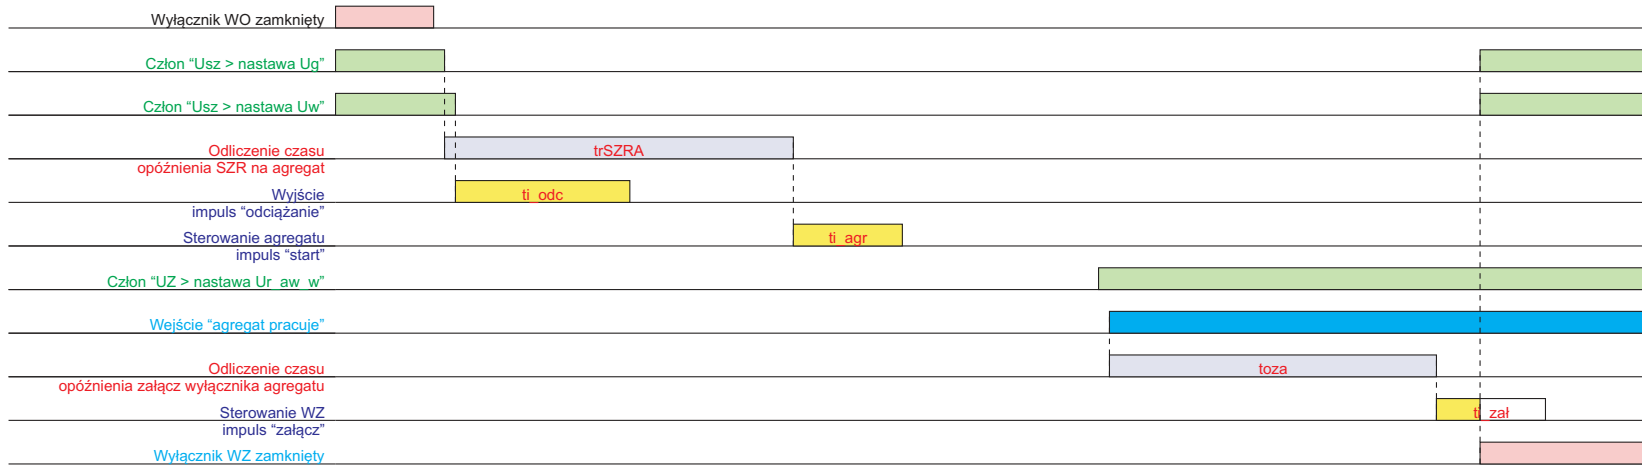 Wyłącznik WO zamknięty
Człon “Usz > nastawa Ug”
Człon “Usz > nastawa Uw”
Odliczenie czasu
opóźnienia SZR na agregat
trSZRA
Wyjście
impuls “odciążanie”
ti_odc
Sterowanie agregatu
impuls “start”
ti_agr
Człon “UZ > nastawa Ur_aw_w”
Wejście “agregat pracuje”
Odliczenie czasu
opóźnienia załącz wyłącznika agregatu
toza
Sterowanie WZ
impuls “załącz”
ti_zał
Wyłącznik WZ zamknięty